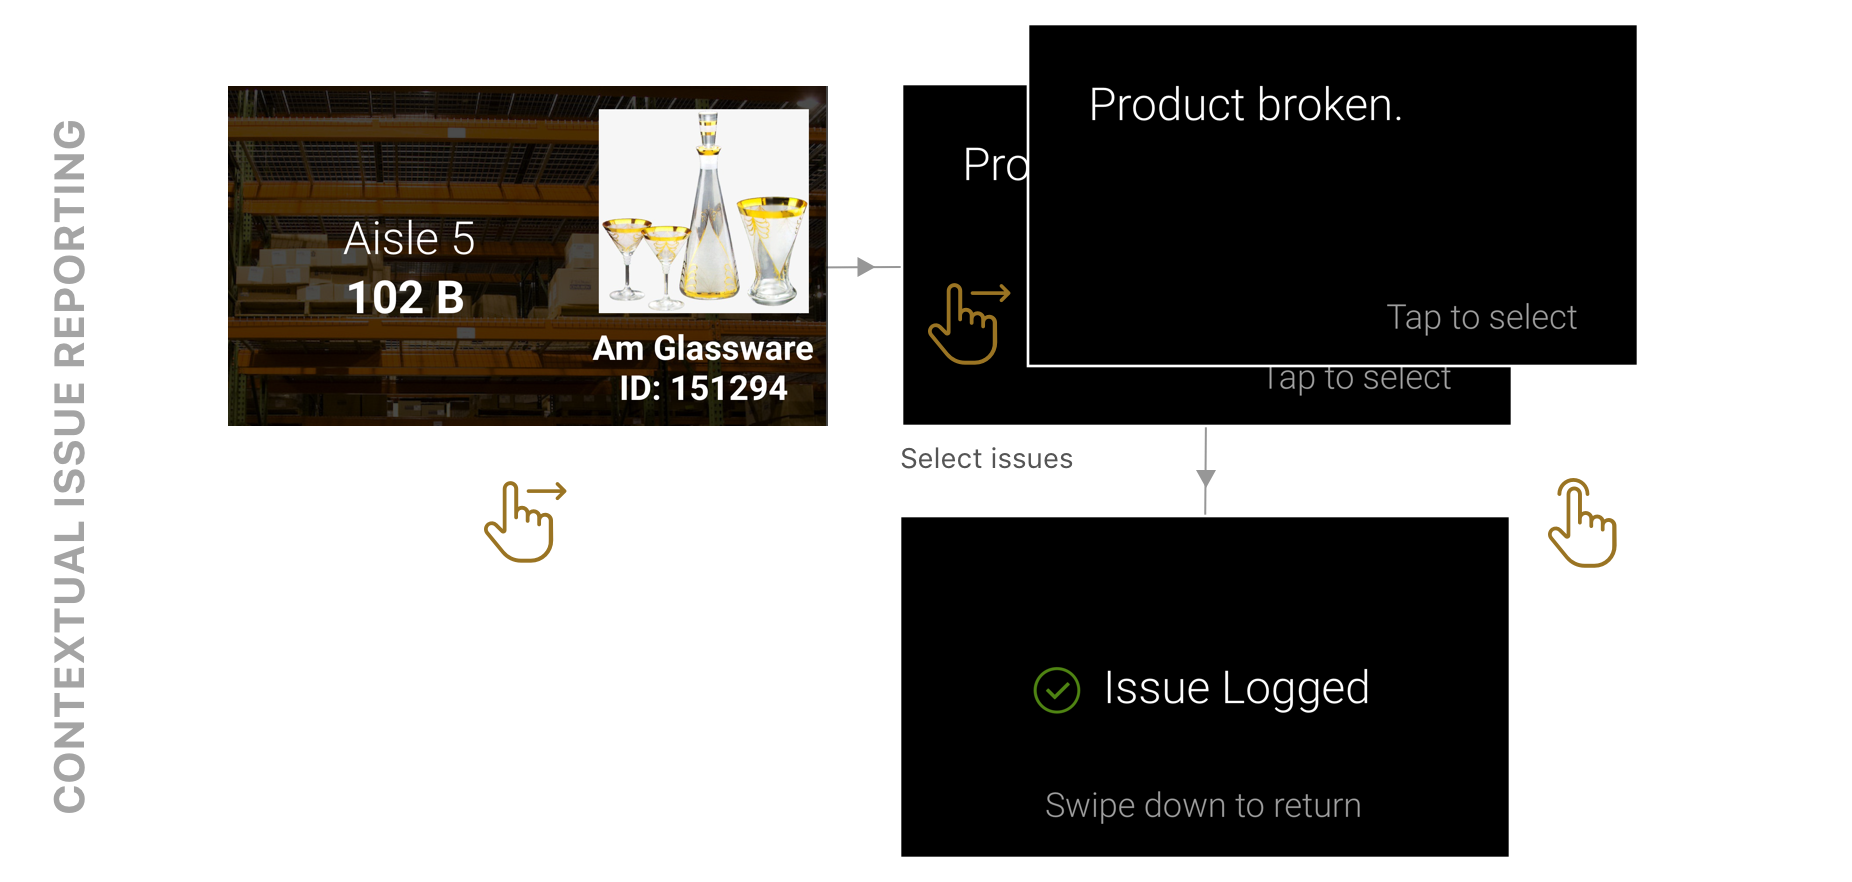 CONTEXTUAL ISSUE REPORTING
Aisle 5
102 B
Am Glassware
ID: 151294
Pro
Tap to select
Product broken.
Tap to select
Select issues
Issue Logged
Swipe down to return